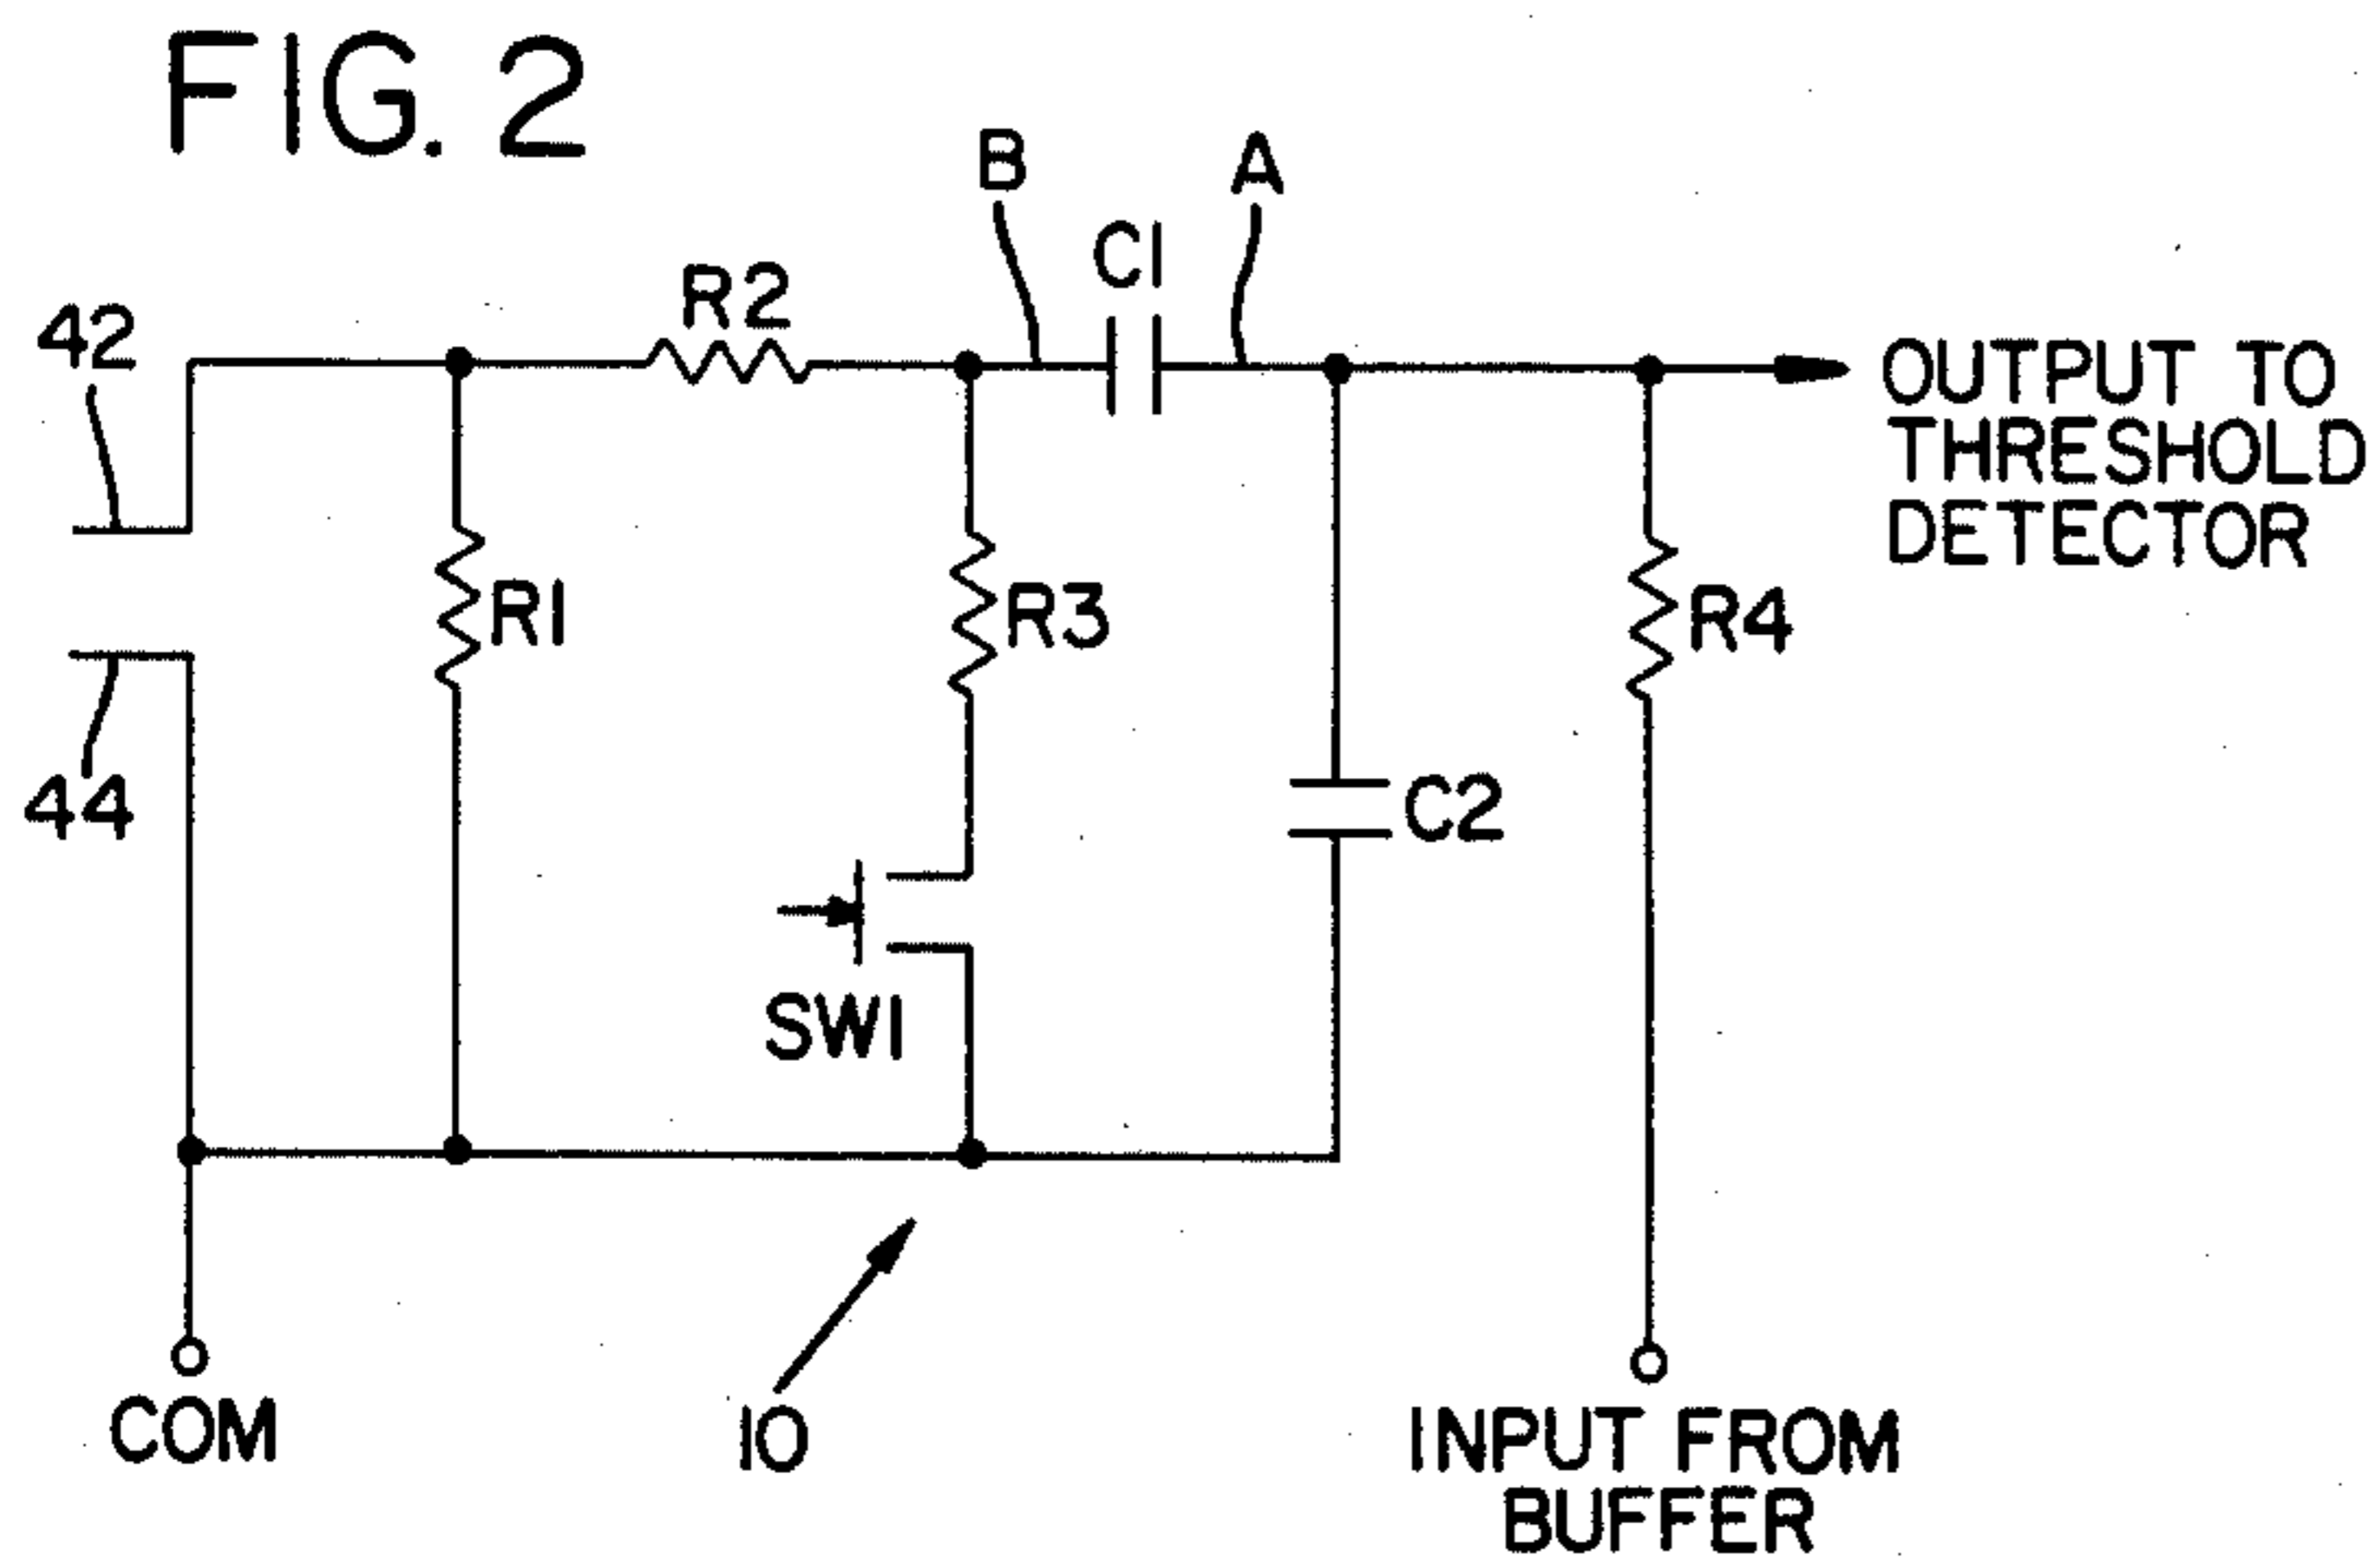 FIG. 2
B
A
C1
R2
42
OUTPUT TO
THRESHOLD
DETECTOR
R1
R3
R4
44
C2
SW1
COM
10
INPUT FROM
BUFFER